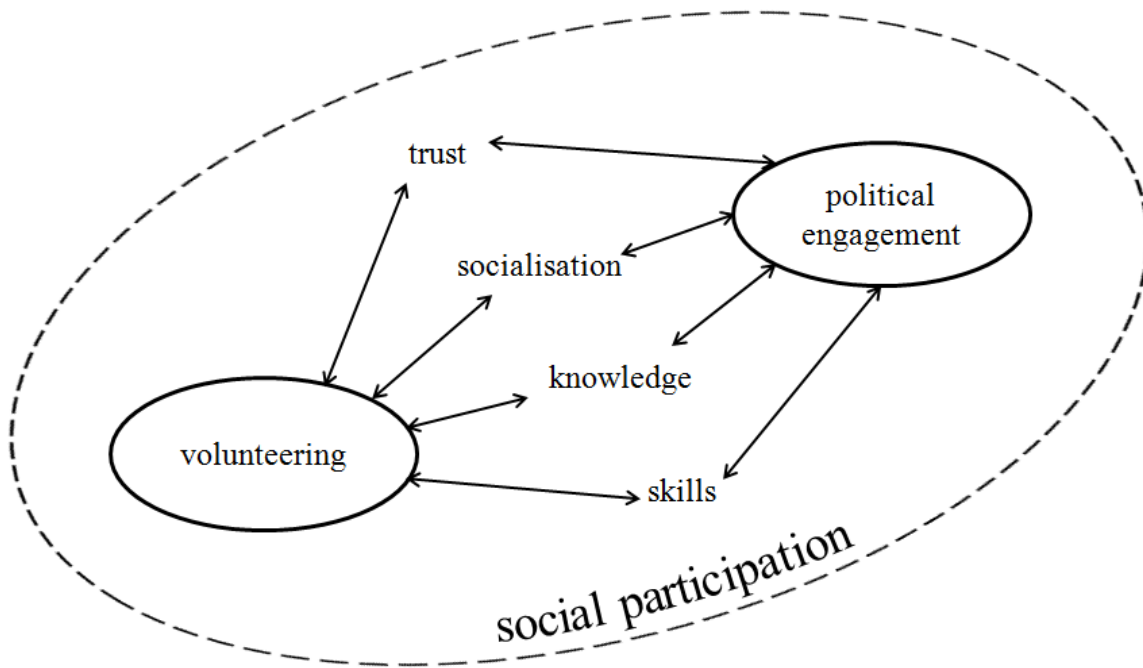 trust
political
engagement
socialisation
knowledge
volunteering
skills
social participation